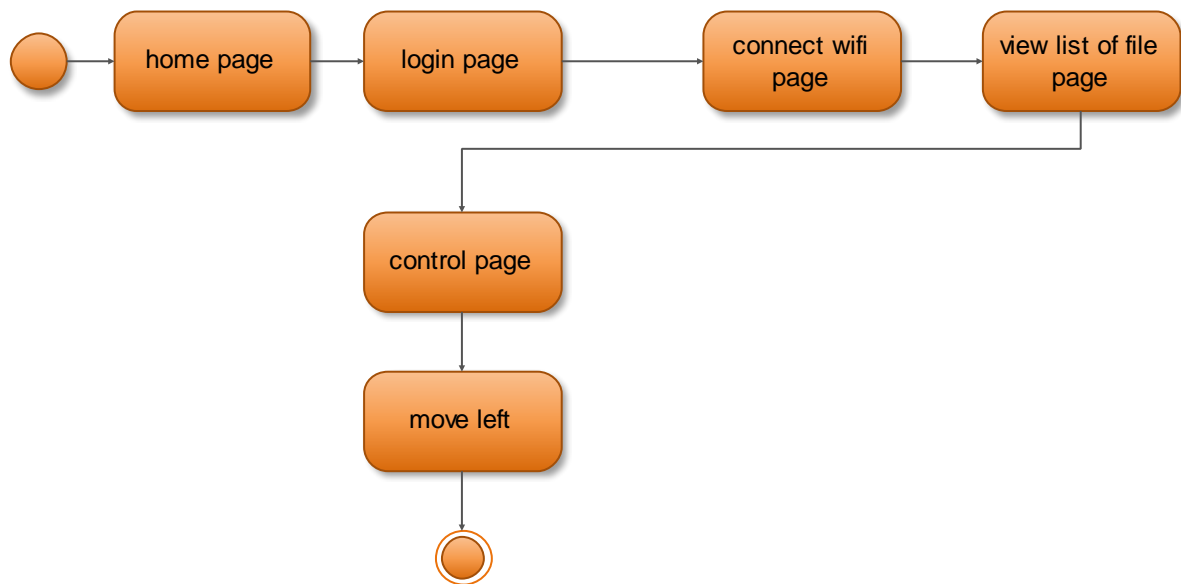 home page
login page
connect wifi
page
view list of file
page
control page
move left